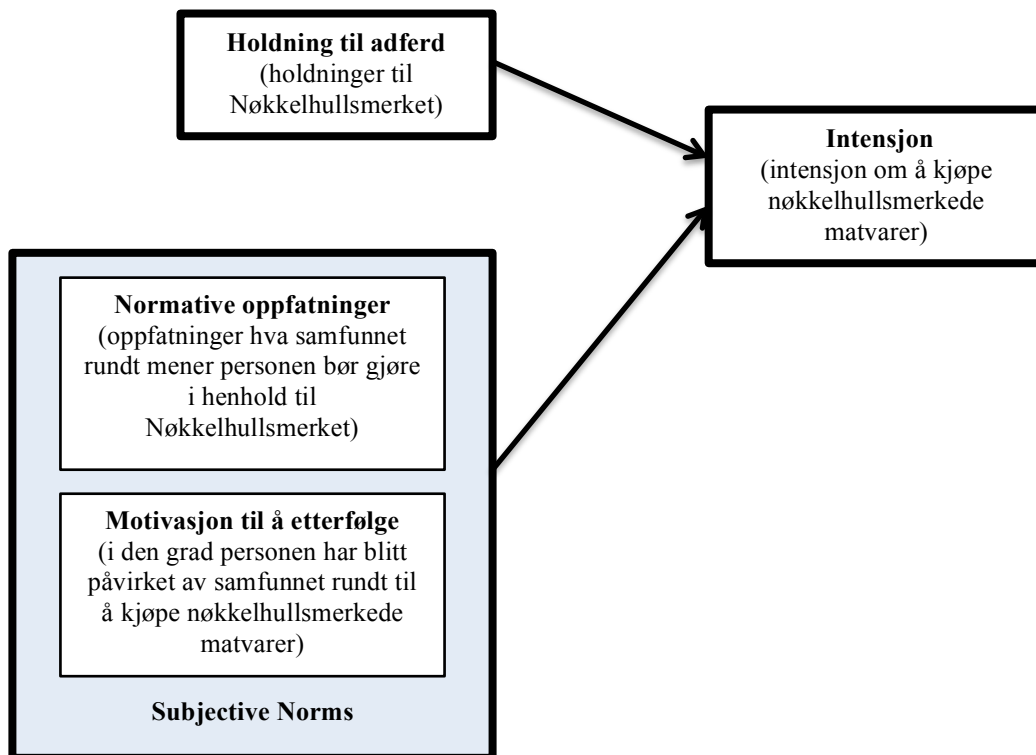 Holdning til adferd
(holdninger til
Nøkkelhullsmerket)
Intensjon
(intensjon om å kjøpe
nøkkelhullsmerkede
matvarer)
Normative oppfatninger
(oppfatninger hva samfunnet
rundt mener personen bør gjøre
i henhold til
Nøkkelhullsmerket)
Motivasjon til å etterfølge
(i den grad personen har blitt
påvirket av samfunnet rundt til
å kjøpe nøkkelhullsmerkede
matvarer)
Subjective Norms